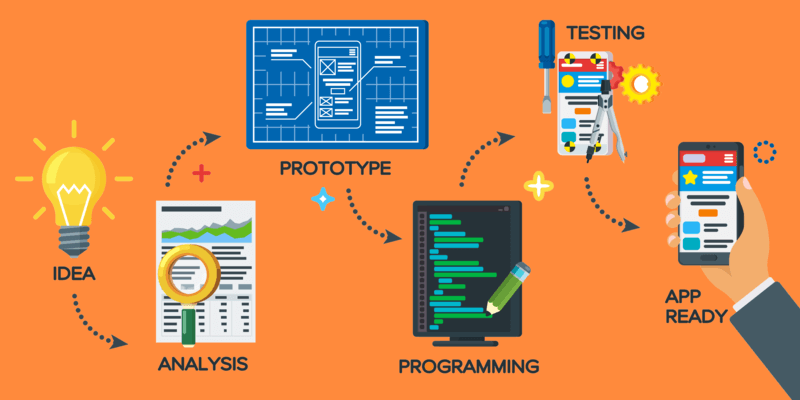 IDEA
ANALYSIS
PROTOTYPE
PROGRAMMING
TESTING
APP
READY